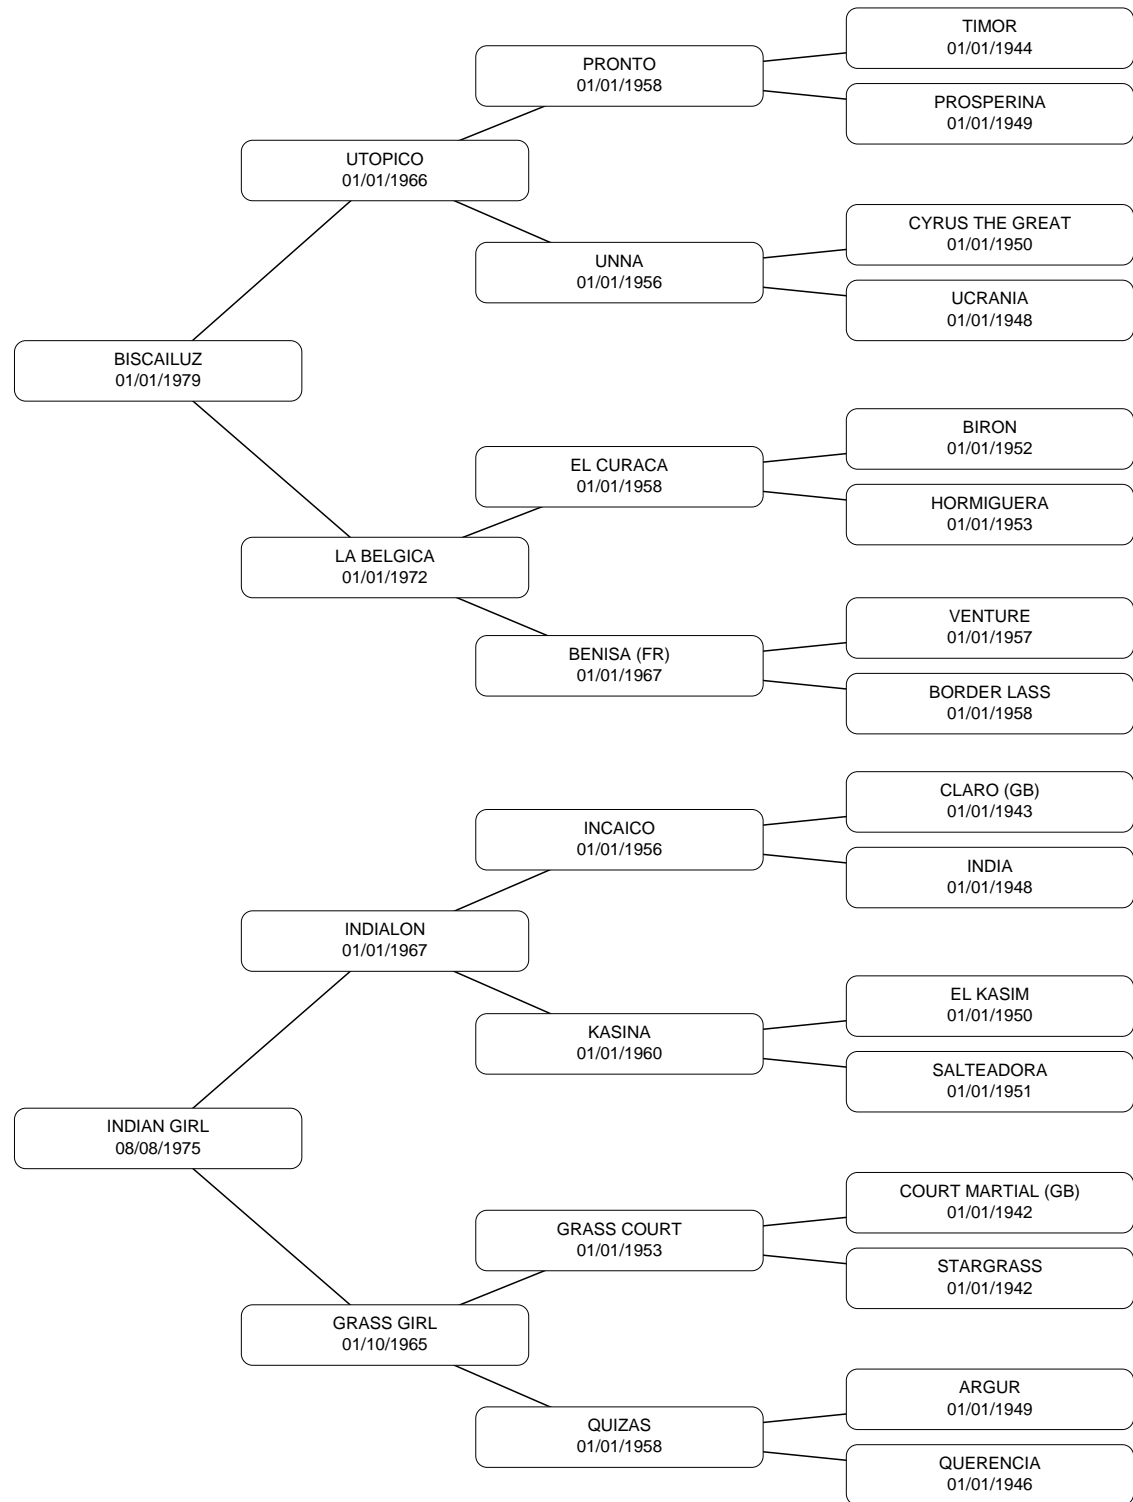 TIMOR
01/01/1944
PRONTO
01/01/1958
PROSPERINA
01/01/1949
UTOPICO
01/01/1966
CYRUS THE GREAT
01/01/1950
UNNA
01/01/1956
UCRANIA
01/01/1948
BISCAILUZ
01/01/1979
BIRON
01/01/1952
EL CURACA
01/01/1958
HORMIGUERA
01/01/1953
LA BELGICA
01/01/1972
VENTURE
01/01/1957
BENISA (FR)
01/01/1967
BORDER LASS
01/01/1958
CLARO (GB)
01/01/1943
INCAICO
01/01/1956
INDIA
01/01/1948
INDIALON
01/01/1967
EL KASIM
01/01/1950
KASINA
01/01/1960
SALTEADORA
01/01/1951
INDIAN GIRL
08/08/1975
COURT MARTIAL (GB)
01/01/1942
GRASS COURT
01/01/1953
STARGRASS
01/01/1942
GRASS GIRL
01/10/1965
ARGUR
01/01/1949
QUIZAS
01/01/1958
QUERENCIA
01/01/1946